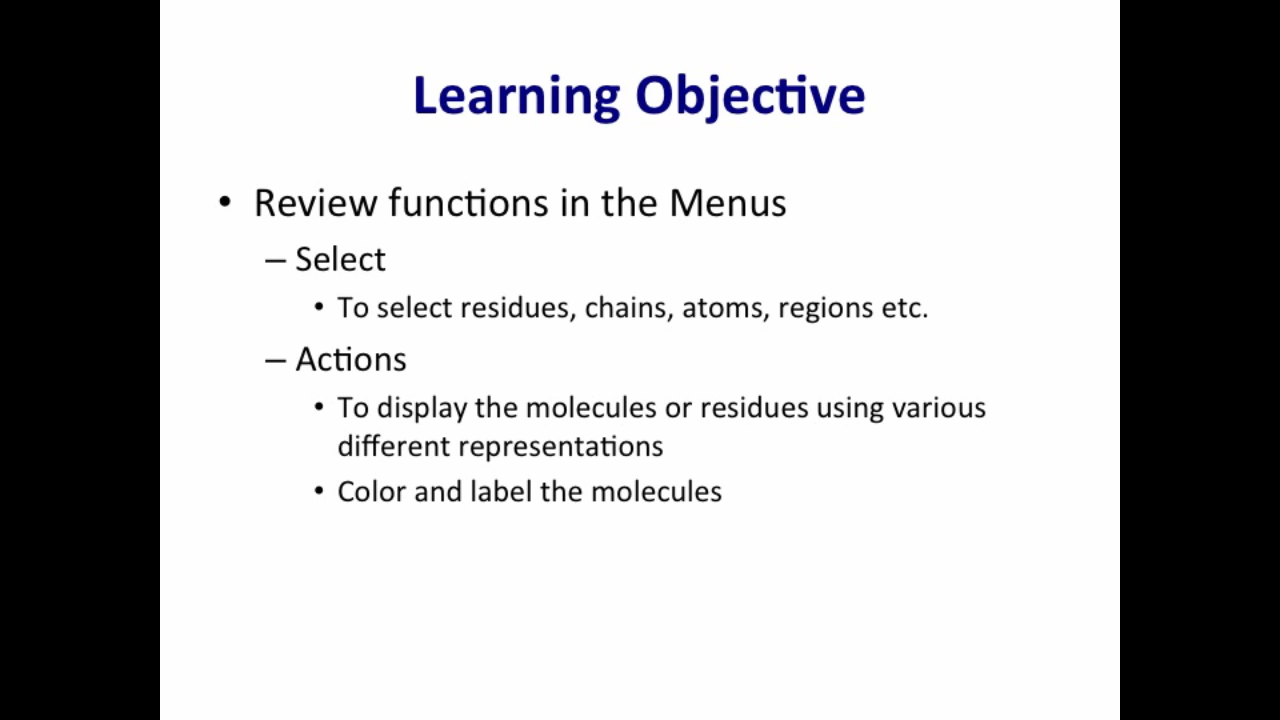 Learning Objective
• Review functions in the Menus
– Select
• To select residues, chains, atoms, regions etc.
– Actions
• To display the molecules or residues using various
different representations
• Color and label the molecules